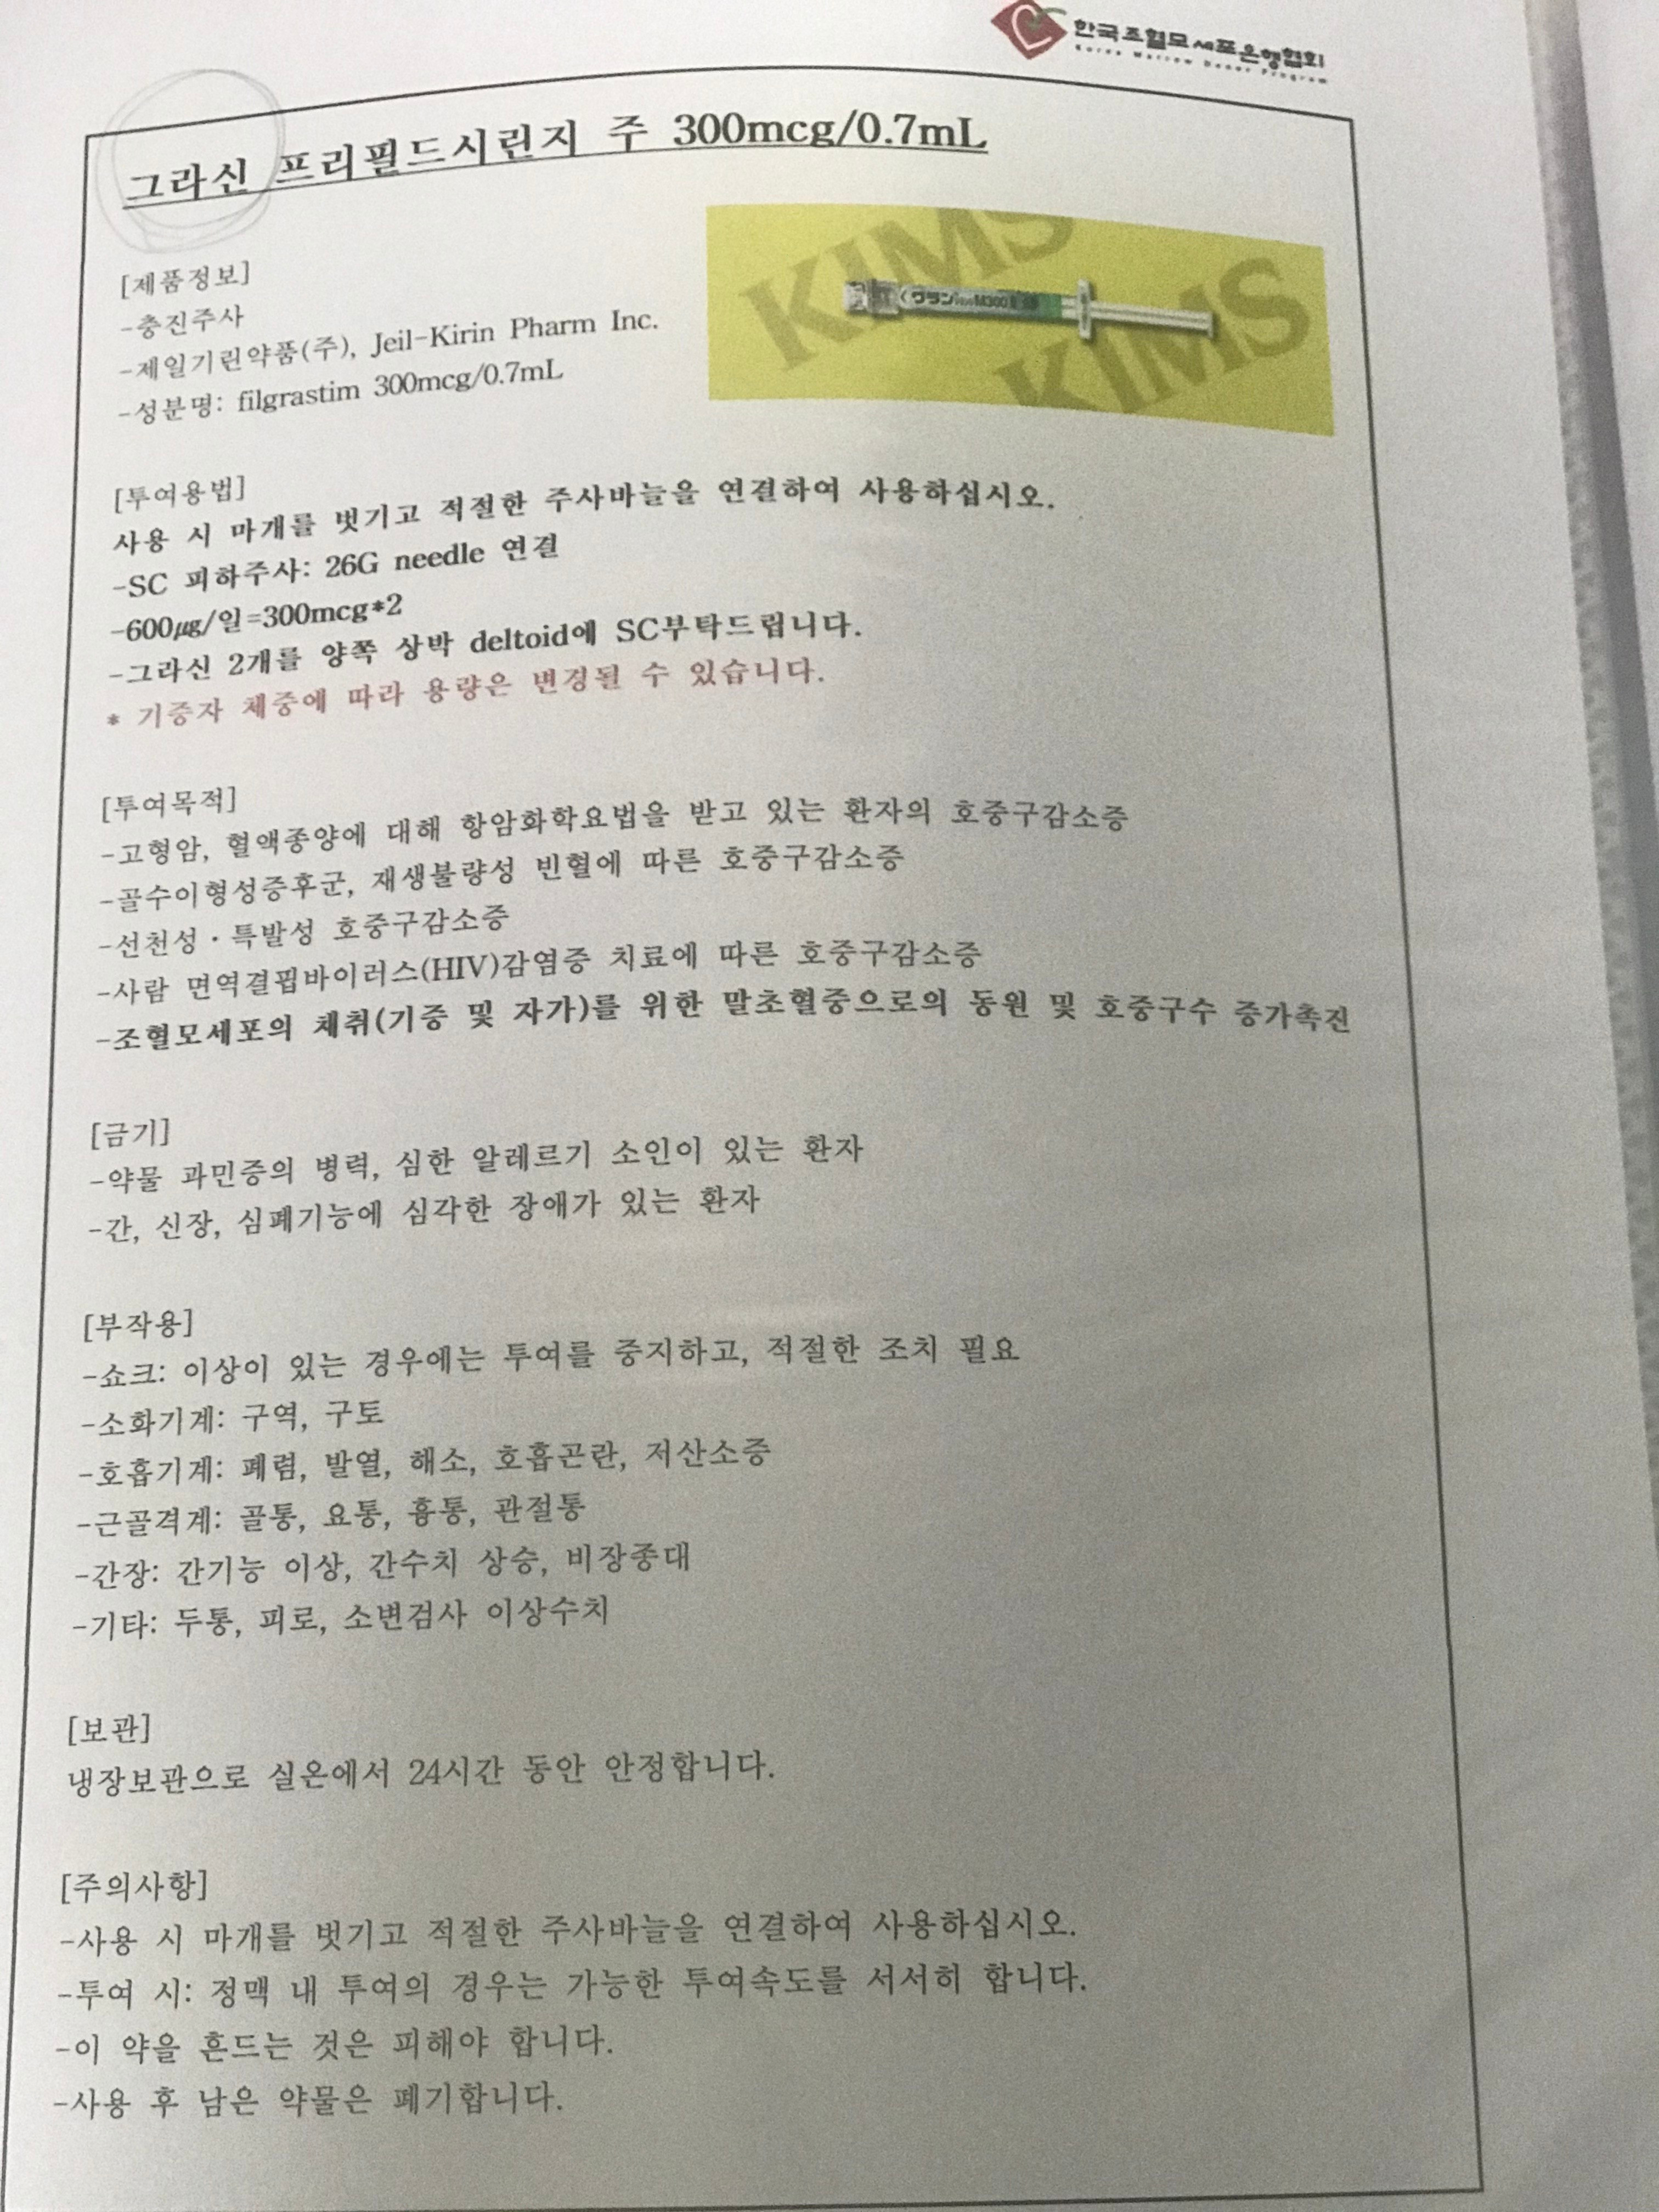 한국조혈모세포은행협회
Korea Marrow Donor Program
그라신 프리필드시린지 주 300mcg/0.7mL
KIMS
KIMS
グラン
M300
[제품정보]
-충진주사
-제일기린약품(주), Jeil-Kirin Pharm Inc.
-성분명: filgrastim 300mcg/0.7mL
[투여용법]
사용 시 마개를 벗기고 적절한 주사바늘을 연결하여 사용하십시오.
-SC 피하주사: 26G needle 연결
-600㎍/일=300mcg*2
-그라신 2개를 양쪽 상박 deltoid에 SC부탁드립니다.
* 기증자 체중에 따라 용량은 변경될 수 있습니다.
[투여목적]
-고형암, 혈액종양에 대해 항암화학요법을 받고 있는 환자의 호중구감소증
-골수이형성증후군, 재생불량성 빈혈에 따른 호중구감소증
-선천성·특발성 호중구감소증
-사람 면역결핍바이러스(HIV)감염증 치료에 따른 호중구감소증
-조혈모세포의 채취(기증 및 자가)를 위한 말초혈중으로의 동원 및 호중구수 증가촉진
[금기]
-약물 과민증의 병력, 심한 알레르기 소인이 있는 환자
-간, 신장, 심폐기능에 심각한 장애가 있는 환자
[부작용]
-쇼크: 이상이 있는 경우에는 투여를 중지하고, 적절한 조치 필요
-소화기계: 구역, 구토
-호흡기계: 폐렴, 발열, 해소, 호흡곤란, 저산소증
-근골격계: 골통, 요통, 흉통, 관절통
-간장: 간기능 이상, 간수치 상승, 비장종대
-기타: 두통, 피로, 소변검사 이상수치
[보관]
냉장보관으로 실온에서 24시간 동안 안정합니다.
[주의사항]
-사용 시 마개를 벗기고 적절한 주사바늘을 연결하여 사용하십시오.
-투여 시: 정맥 내 투여의 경우는 가능한 투여속도를 서서히 합니다.
-이 약을 흔드는 것은 피해야 합니다.
-사용 후 남은 약물은 폐기합니다.